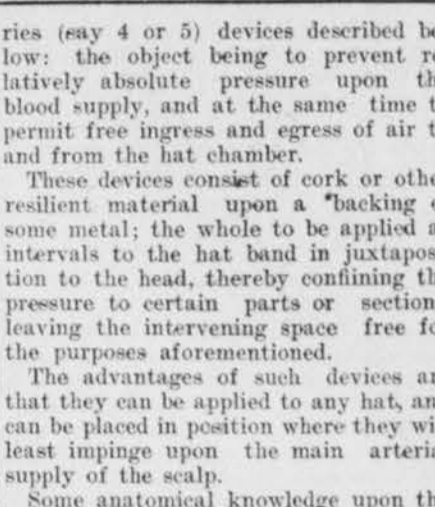 ries (say 4 or 5) devices described be
low: the object being to prevent re
latively absolute pressure upon th
blood supply, and at the same time t
permit free ingress and egress of air t
and from the hat chamber.
These devices consist of cork or othe
resilient material upon a "backing o
some metal; the whole to be applied a
intervals to the hat band in juxtapos
tion to the head, thereby confiining th
pressure to certain parts or section
leaving the intervening space free fo
the purposes aforementioned.
The advantages of such devices ar
that they can be applied to any hat, an
can be placed in position where they wi
least impinge upon the main arteria
supply of the scalp.
Some anatomical knowledge upon th